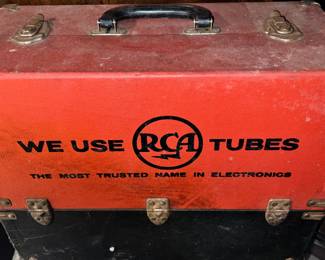 WE USE RCA TUBES
THE MOST TRUSTED NAME IN ELECTRONICS